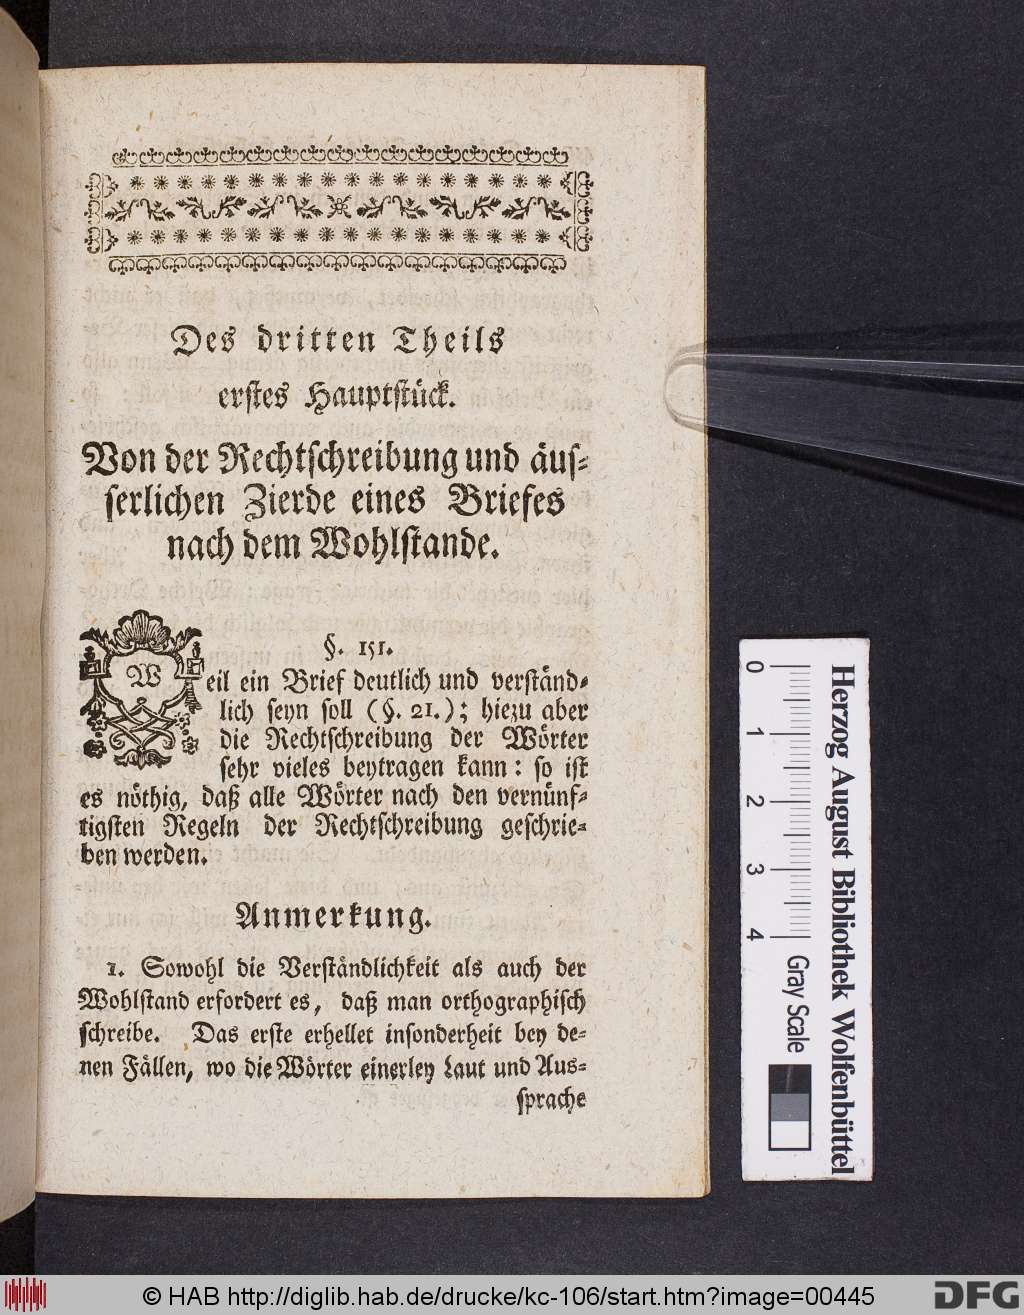 Des dritten Theils
erstes Hauptstück.
Von der Rechtschreibung und äus-
serlichen Zierde eines Briefes
nach dem Wohlstande.
§. 151.
Weil ein Brief deutlich und verständ-
lich seyn soll (§. 21.); hiezu aber
die Rechtschreibung der Wörter
sehr vieles beytragen kann: so ist
es nöthig, daß alle Wörter nach den vernünf-
tigsten Regeln der Rechtschreibung geschrie-
ben werden.
Anmerkung.
1. Sowohl die Verständlichkeit als auch der
Wohlstand erfordert es, daß man orthographisch
schreibe. Das erste erhellet insonderheit bey de-
nen Fällen, wo die Wörter einerley Laut und Aus-
sprache
0 1 2 3 4
Gray Scale
Herzog August Bibliothek Wolfenbüttel
© HAB http://diglib.hab.de/drucke/kc-106/start.htm?image=00445
DFG